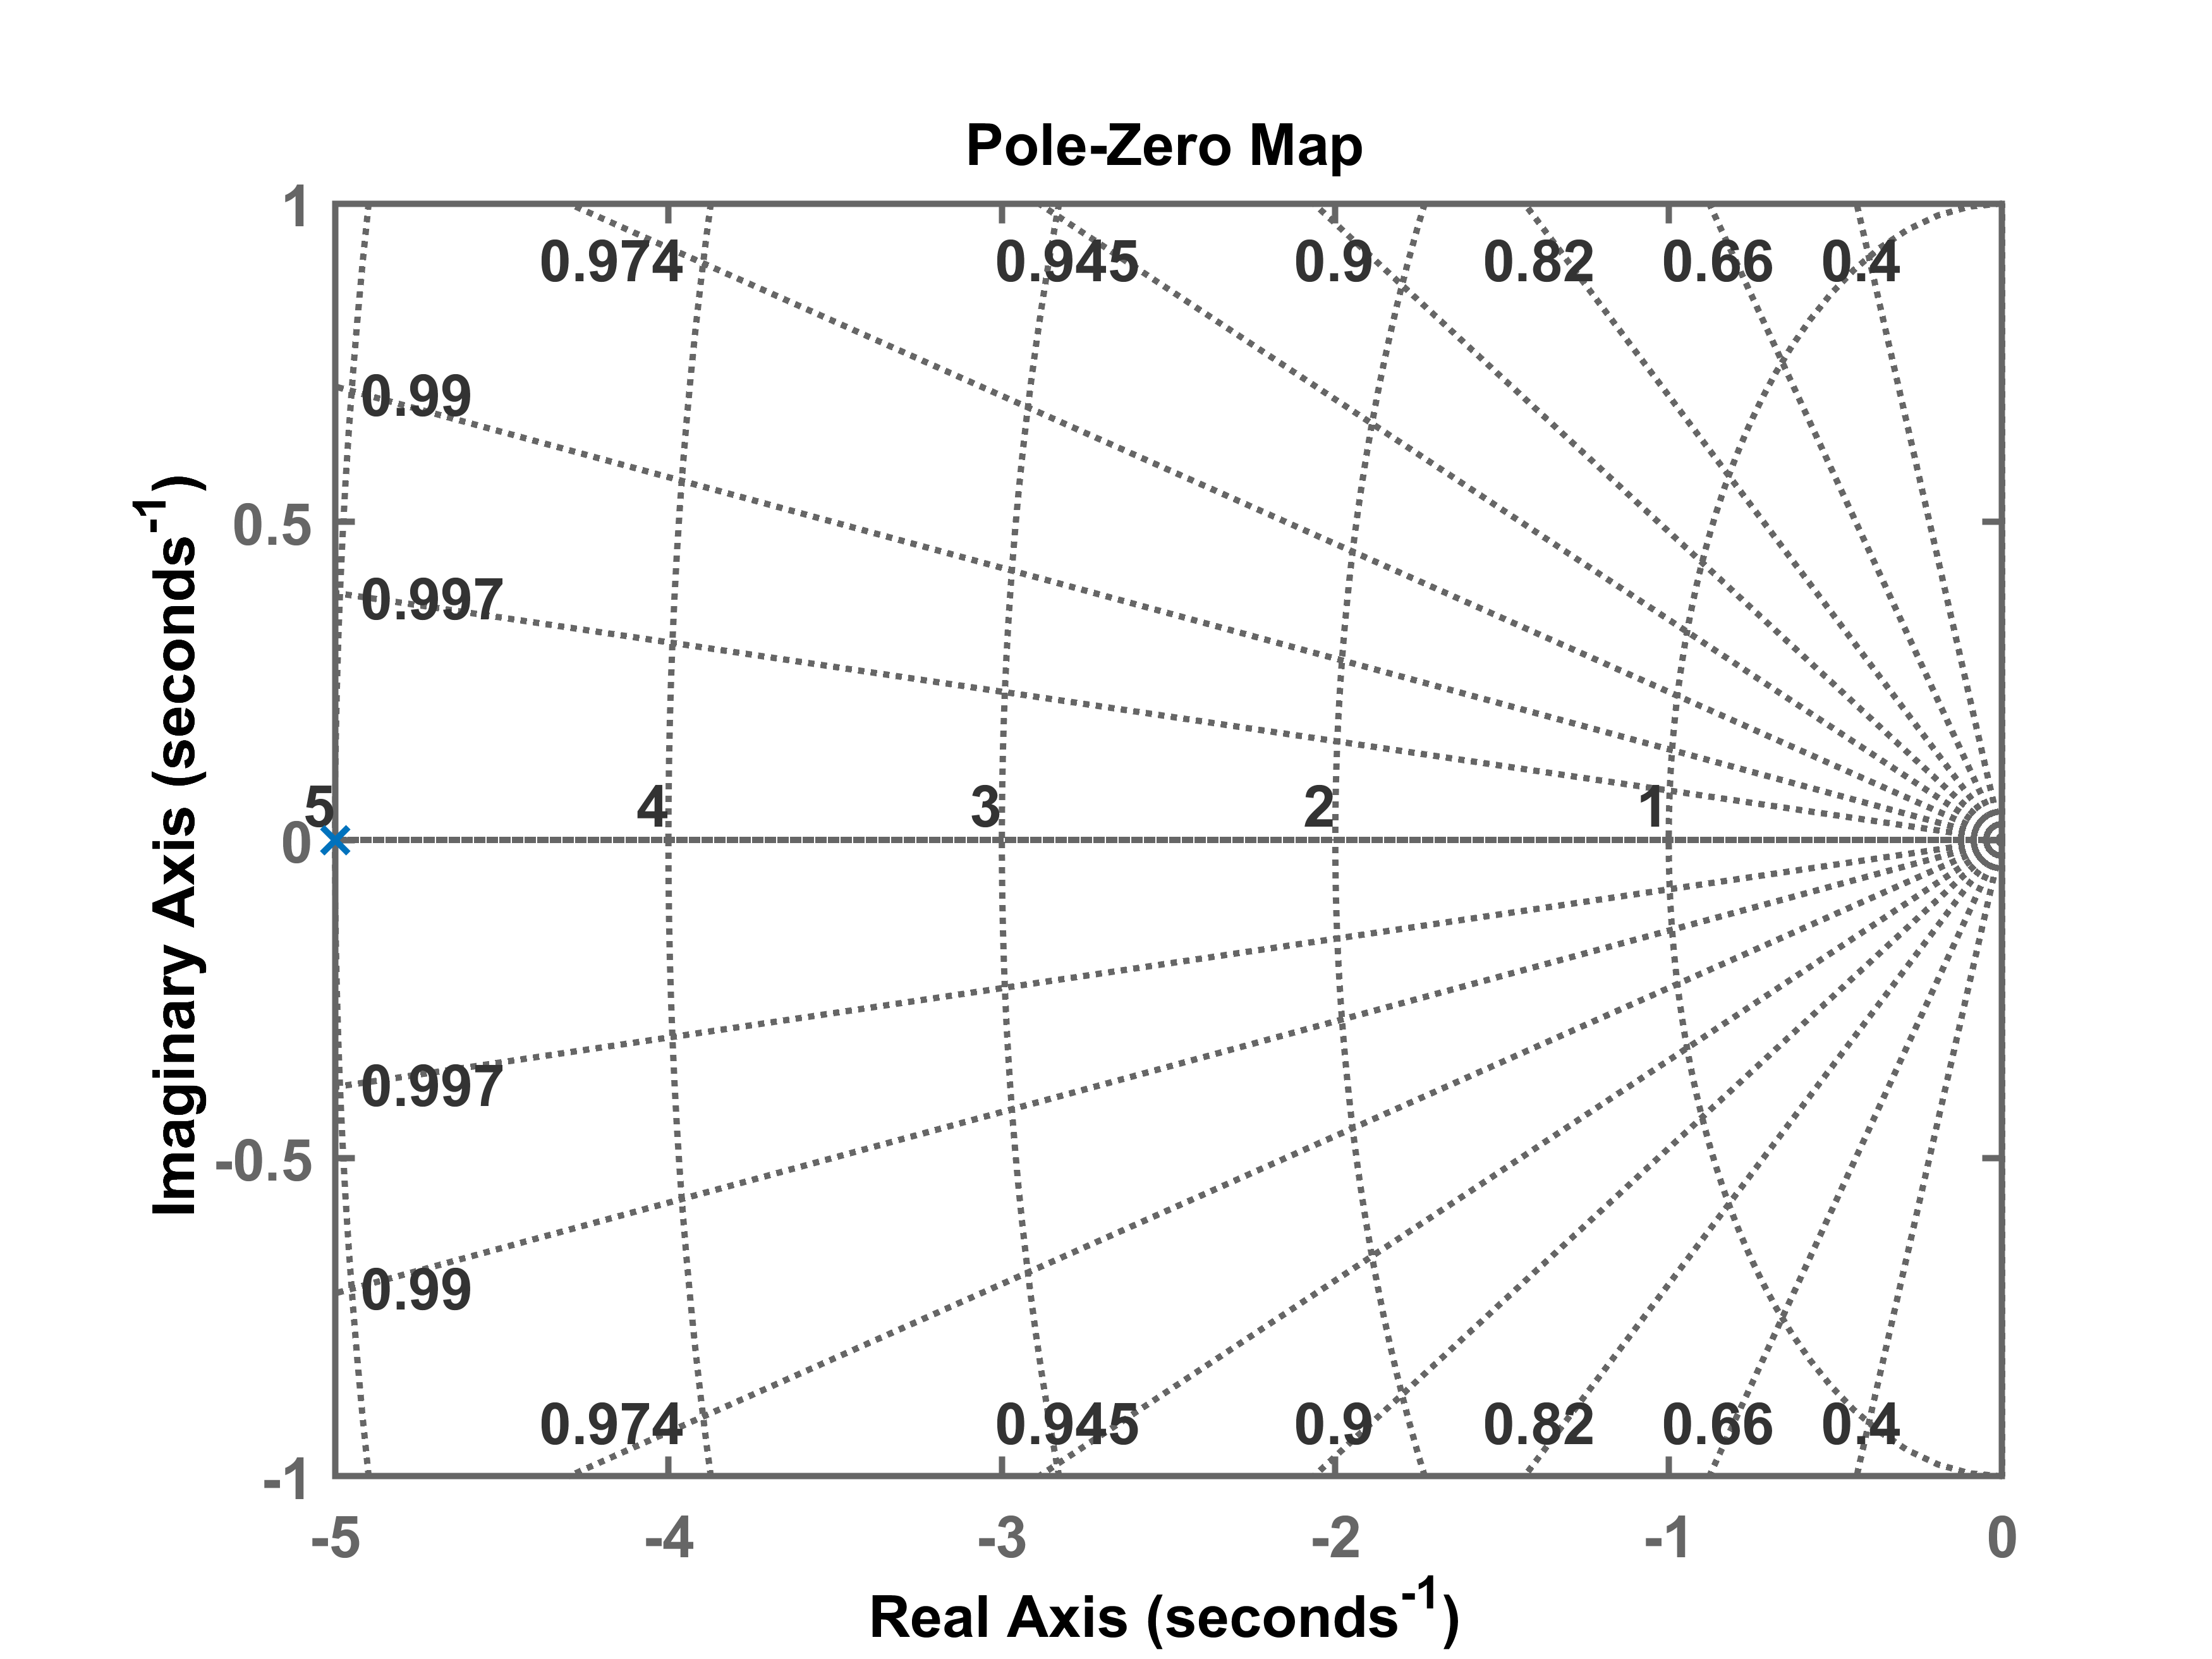 Pole-Zero Map
1
0.974 0.945 0.9 0.82 0.66 0.4
0.99
0.5
0.997
5 4 3 2 1
0
0.997
-0.5
0.99
0.974 0.945 0.9 0.82 0.66 0.4
-1
-5 -4 -3 -2 -1 0
Real Axis (seconds⁻¹)
Imaginary Axis (seconds⁻¹)